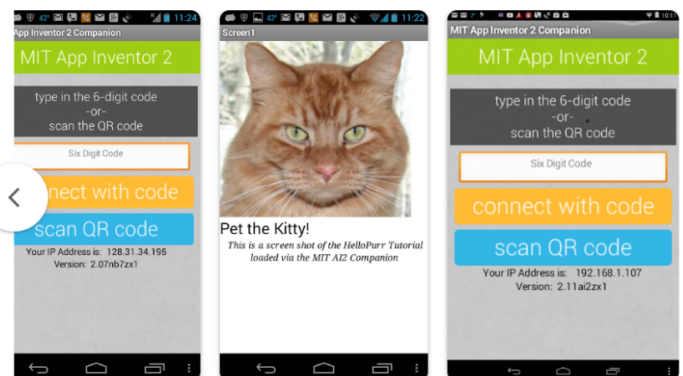 43° 11:24
App Inventor 2 Companion
MIT App Inventor 2
type in the 6-digit code
-or-
scan the QR code
Six Digit Code
nnect with code
scan QR code
Your IP Address is: 128.31.34.195
Version: 2.07nb7zx1
42° 11:22
Screen1
Pet the Kitty!
This is a screen shot of the HelloPurr Tutorial
loaded via the MIT AI2 Companion
10:11
MIT App Inventor 2 Companion
MIT App Inventor 2
type in the 6-digit code
-or-
scan the QR code
Six Digit Code
connect with code
scan QR code
Your IP Address is: 192.168.1.107
Version: 2.11ai2zx1